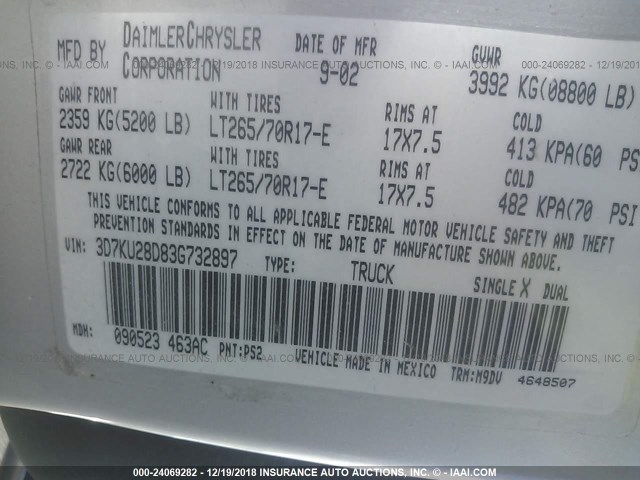 MFD BY DAIMLERCHRYSLER CORPORATION DATE OF MFR 9-02 GVWR 3992 KG(08800 LB)
GAWR FRONT WITH TIRES RIMS AT COLD
2359 KG(5200 LB) LT265/70R17-E 17X7.5 413 KPA(60 PS
GAWR REAR WITH TIRES RIMS AT COLD
2722 KG(6000 LB) LT265/70R17-E 17X7.5 482 KPA(70 PSI
THIS VEHICLE CONFORMS TO ALL APPLICABLE FEDERAL MOTOR VEHICLE SAFETY AND THEFT
PREVENTION STANDARDS IN EFFECT ON THE DATE OF MANUFACTURE SHOWN ABOVE.
VIN: 3D7KU28D83G732897 TYPE: TRUCK SINGLE X DUAL
MDH: 090523 463AC PNT:PS2 VEHICLE MADE IN MEXICO TRM:M9DV 4648507
000-24069282 - 12/19/2018 INSURANCE AUTO AUCTIONS, INC. - © - IAAI.COM